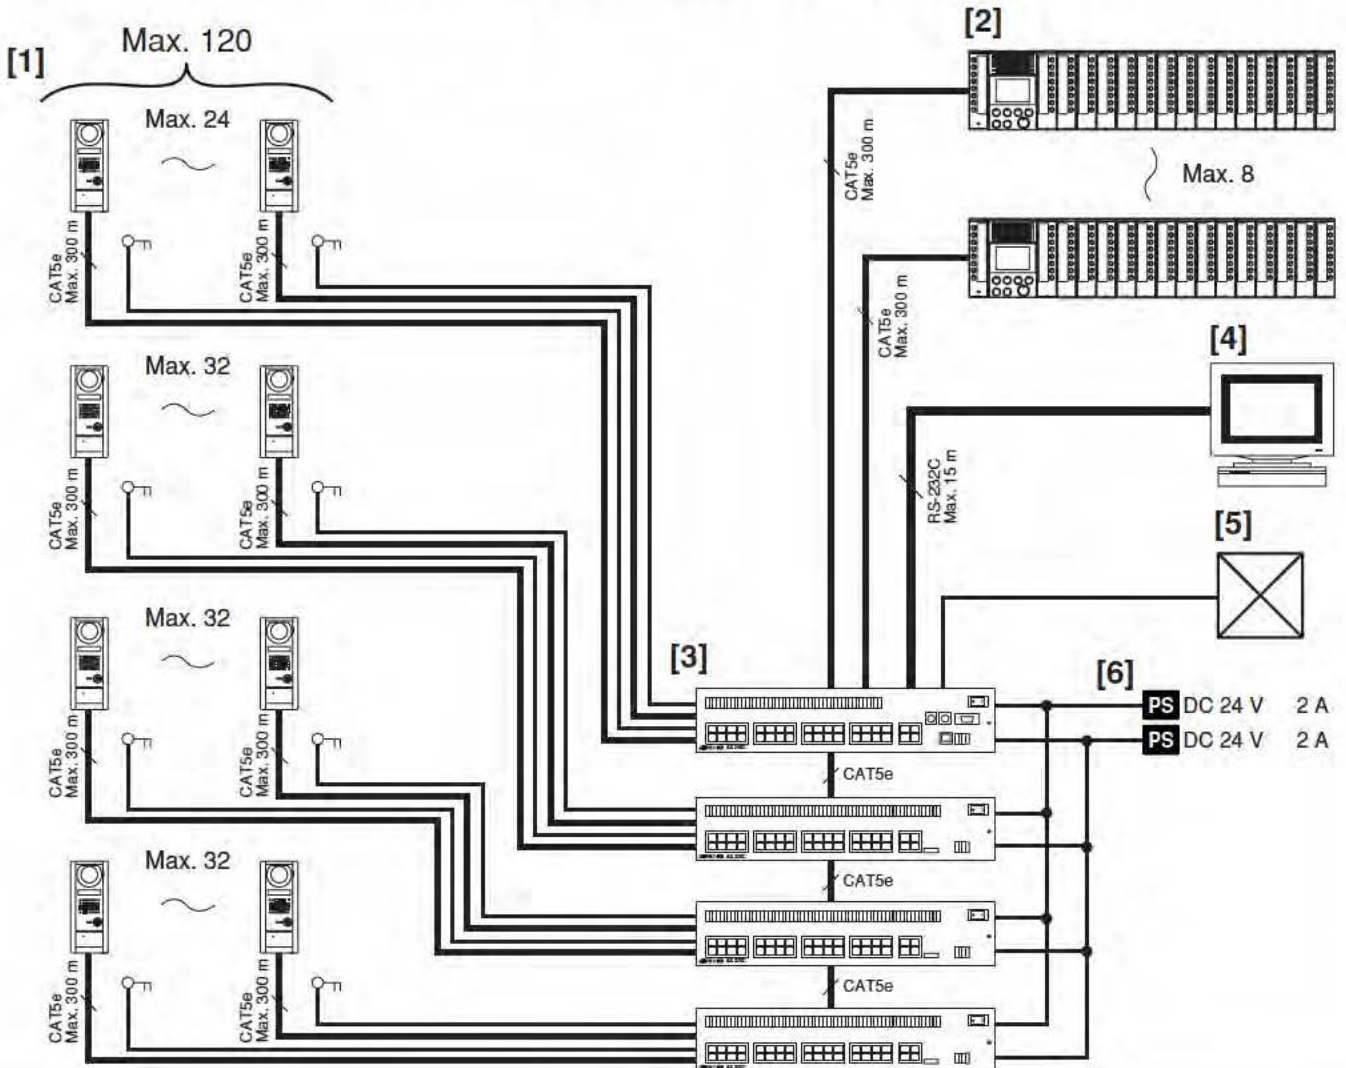 [1]
Max. 120
Max. 24
CAT5e
Max. 300 m
CAT5e
Max. 300 m
Max. 32
CAT5e
Max. 300 m
CAT5e
Max. 300 m
Max. 32
CAT5e
Max. 300 m
CAT5e
Max. 300 m
Max. 32
CAT5e
Max. 300 m
CAT5e
Max. 300 m
[2]
CAT5e
Max. 300 m
Max. 8
CAT5e
Max. 300 m
[4]
RS-232C
Max. 15 m
[5]
[3]
[6]
PS DC 24 V 2 A
PS DC 24 V 2 A
CAT5e
CAT5e
CAT5e